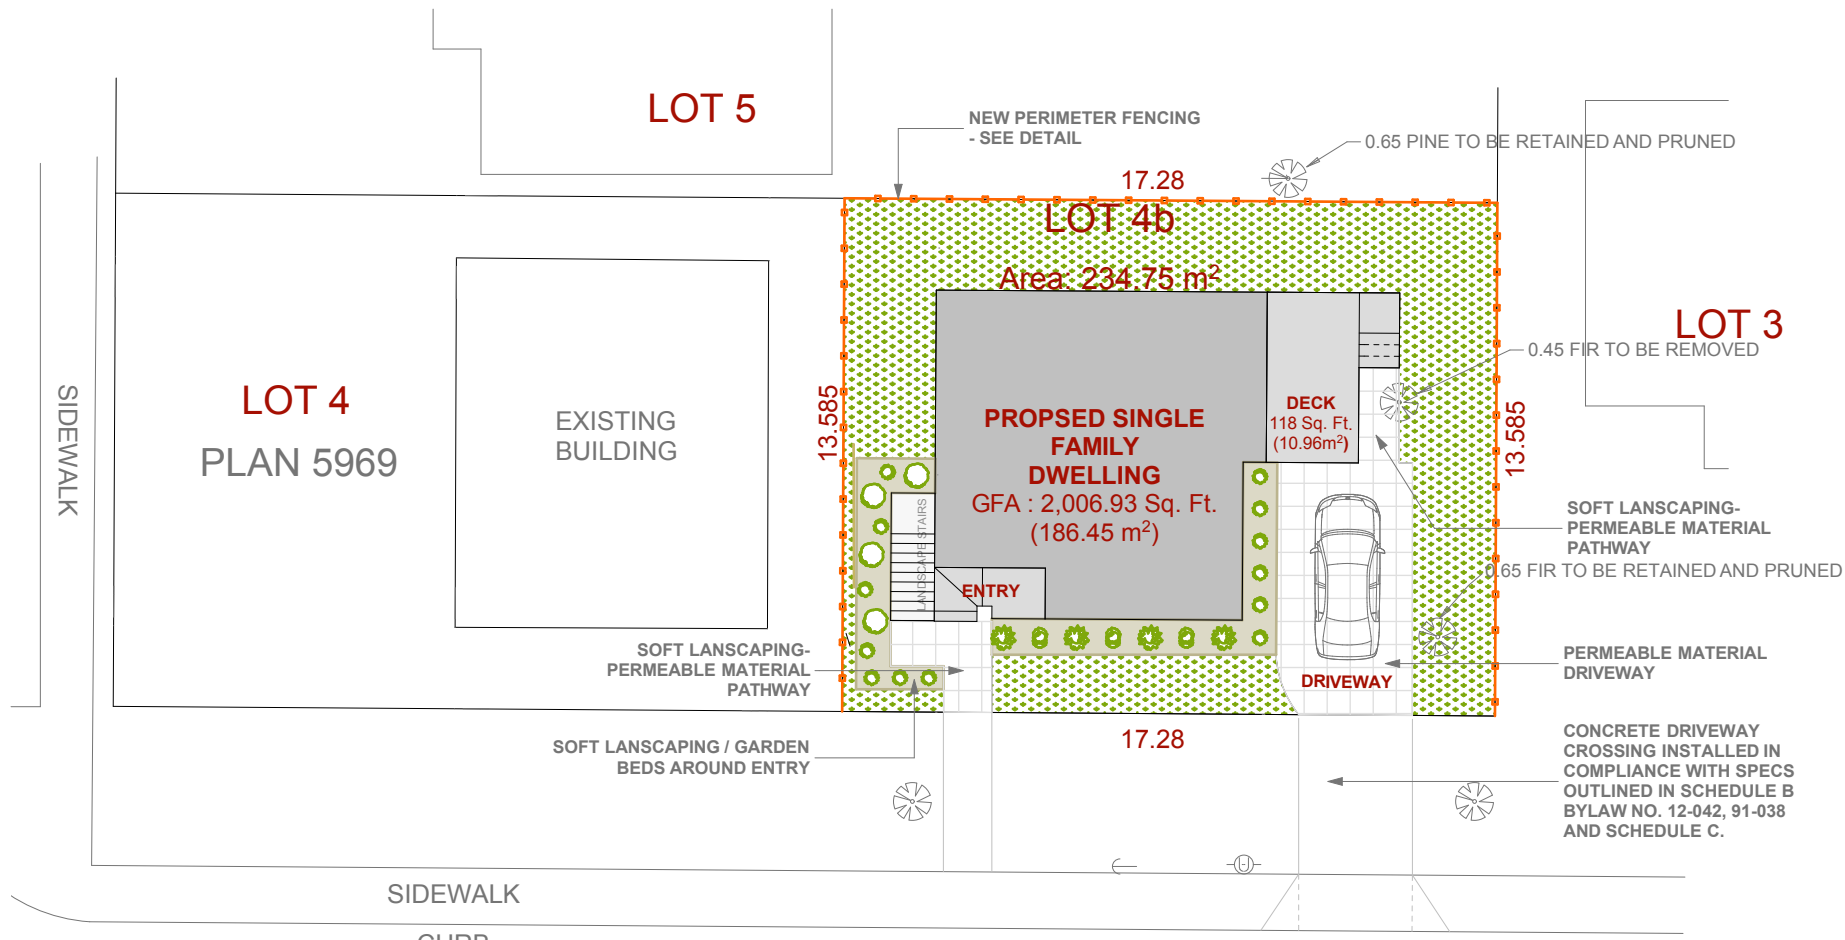 LOT 5
NEW PERIMETER FENCING
- SEE DETAIL
0.65 PINE TO BE RETAINED AND PRUNED
17.28
LOT 4b
Area: 234.75 m²
LOT 3
0.45 FIR TO BE REMOVED
SIDEWALK
LOT 4
PLAN 5969
EXISTING
BUILDING
13.585
PROPSED SINGLE
FAMILY
DWELLING
GFA : 2,006.93 Sq. Ft.
(186.45 m²)
DECK
118 Sq. Ft.
(10.96m²)
13.585
LANDSCAPE STAIRS
ENTRY
SOFT LANSCAPING-
PERMEABLE MATERIAL
PATHWAY
0.65 FIR TO BE RETAINED AND PRUNED
SOFT LANSCAPING-
PERMEABLE MATERIAL
PATHWAY
PERMEABLE MATERIAL
DRIVEWAY
DRIVEWAY
SOFT LANSCAPING / GARDEN
BEDS AROUND ENTRY
17.28
CONCRETE DRIVEWAY
CROSSING INSTALLED IN
COMPLIANCE WITH SPECS
OUTLINED IN SCHEDULE B
BYLAW NO. 12-042, 91-038
AND SCHEDULE C.
SIDEWALK
CURB